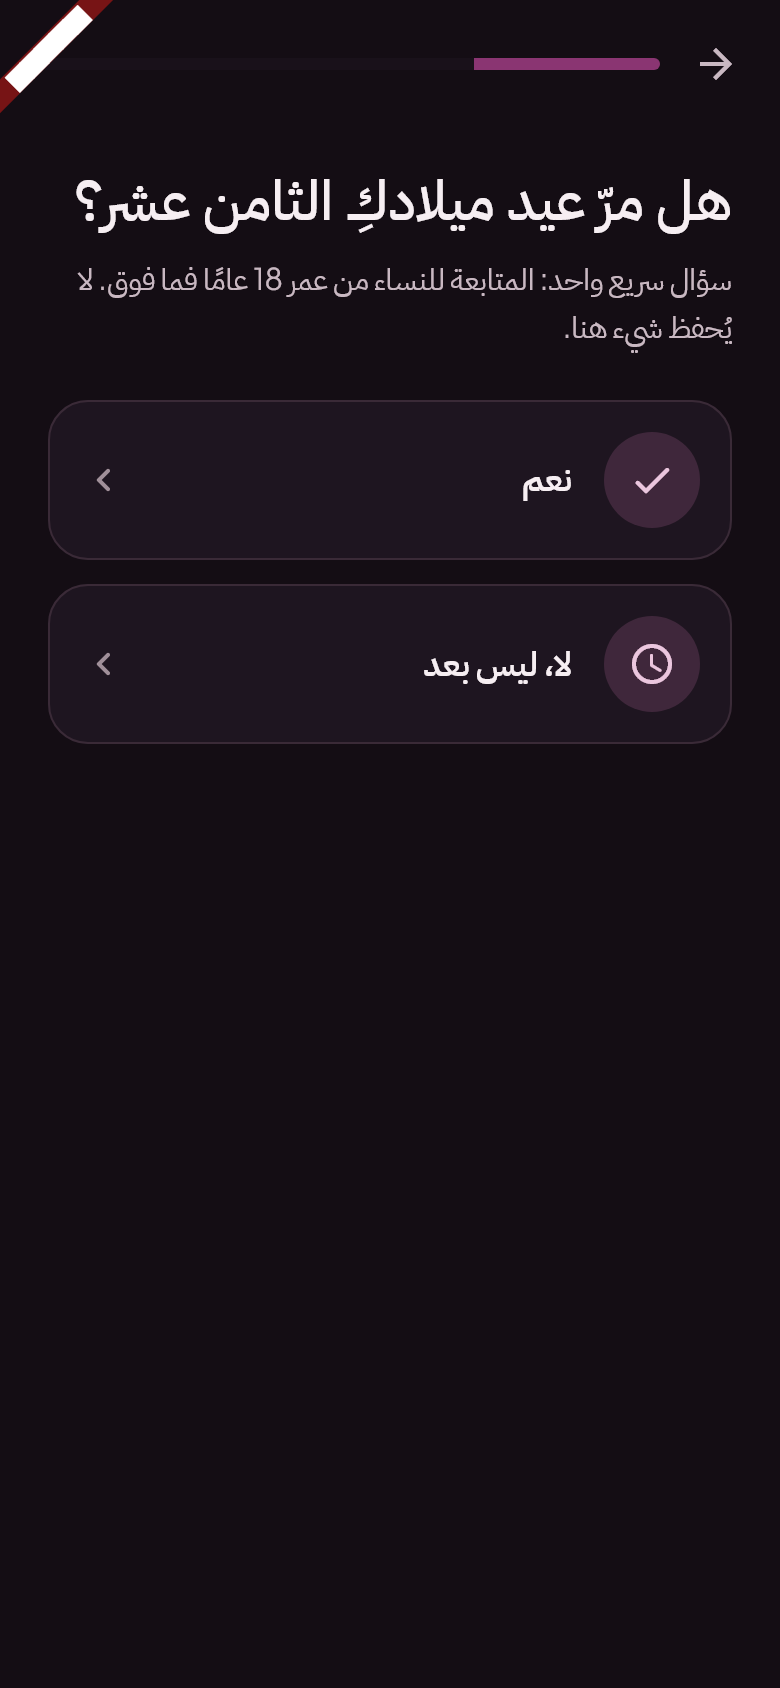 هل مرّ عيد ميلادكِ الثامن عشر؟
سؤال سريع واحد: المتابعة للنساء من عمر 18 عامًا فما فوق. لا
يُحفظ شيء هنا.
نعم
لا، ليس بعد